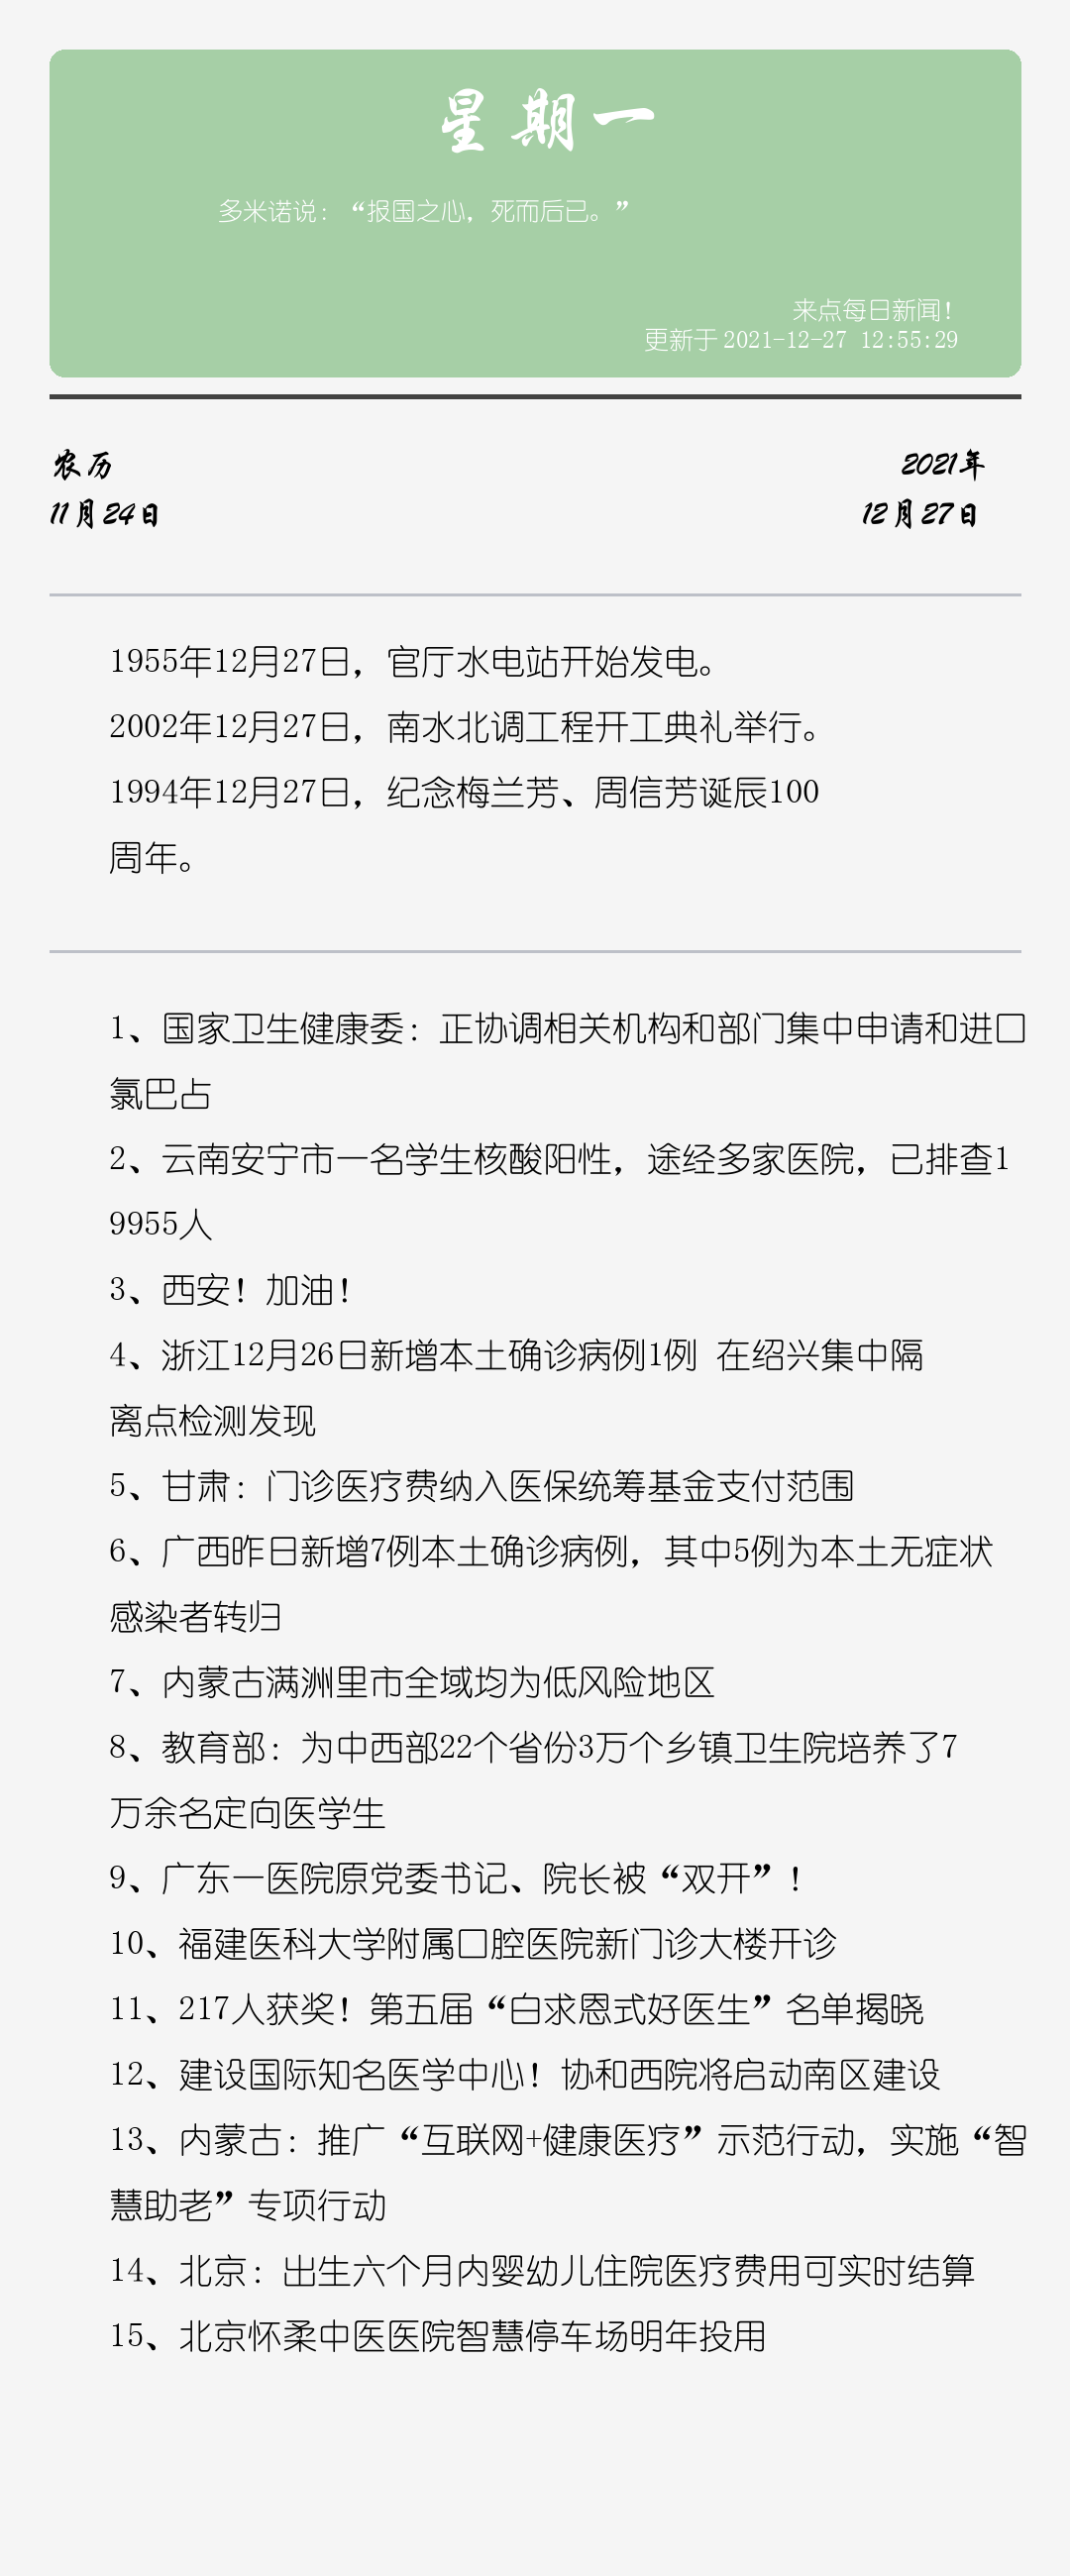 星期一
多米诺说：“报国之心，死而后已。”
来点每日新闻！
更新于 2021-12-27 12:55:29
农历
2021年
11月24日
12月27日
1955年12月27日，官厅水电站开始发电。
2002年12月27日，南水北调工程开工典礼举行。
1994年12月27日，纪念梅兰芳、周信芳诞辰100
周年。
1、国家卫生健康委：正协调相关机构和部门集中申请和进口
氯巴占
2、云南安宁市一名学生核酸阳性，途经多家医院，已排查1
9955人
3、西安！加油！
4、浙江12月26日新增本土确诊病例1例 在绍兴集中隔
离点检测发现
5、甘肃：门诊医疗费纳入医保统筹基金支付范围
6、广西昨日新增7例本土确诊病例，其中5例为本土无症状
感染者转归
7、内蒙古满洲里市全域均为低风险地区
8、教育部：为中西部22个省份3万个乡镇卫生院培养了7
万余名定向医学生
9、广东一医院原党委书记、院长被“双开”！
10、福建医科大学附属口腔医院新门诊大楼开诊
11、217人获奖！第五届“白求恩式好医生”名单揭晓
12、建设国际知名医学中心！协和西院将启动南区建设
13、内蒙古：推广“互联网+健康医疗”示范行动，实施“智
慧助老”专项行动
14、北京：出生六个月内婴幼儿住院医疗费用可实时结算
15、北京怀柔中医医院智慧停车场明年投用